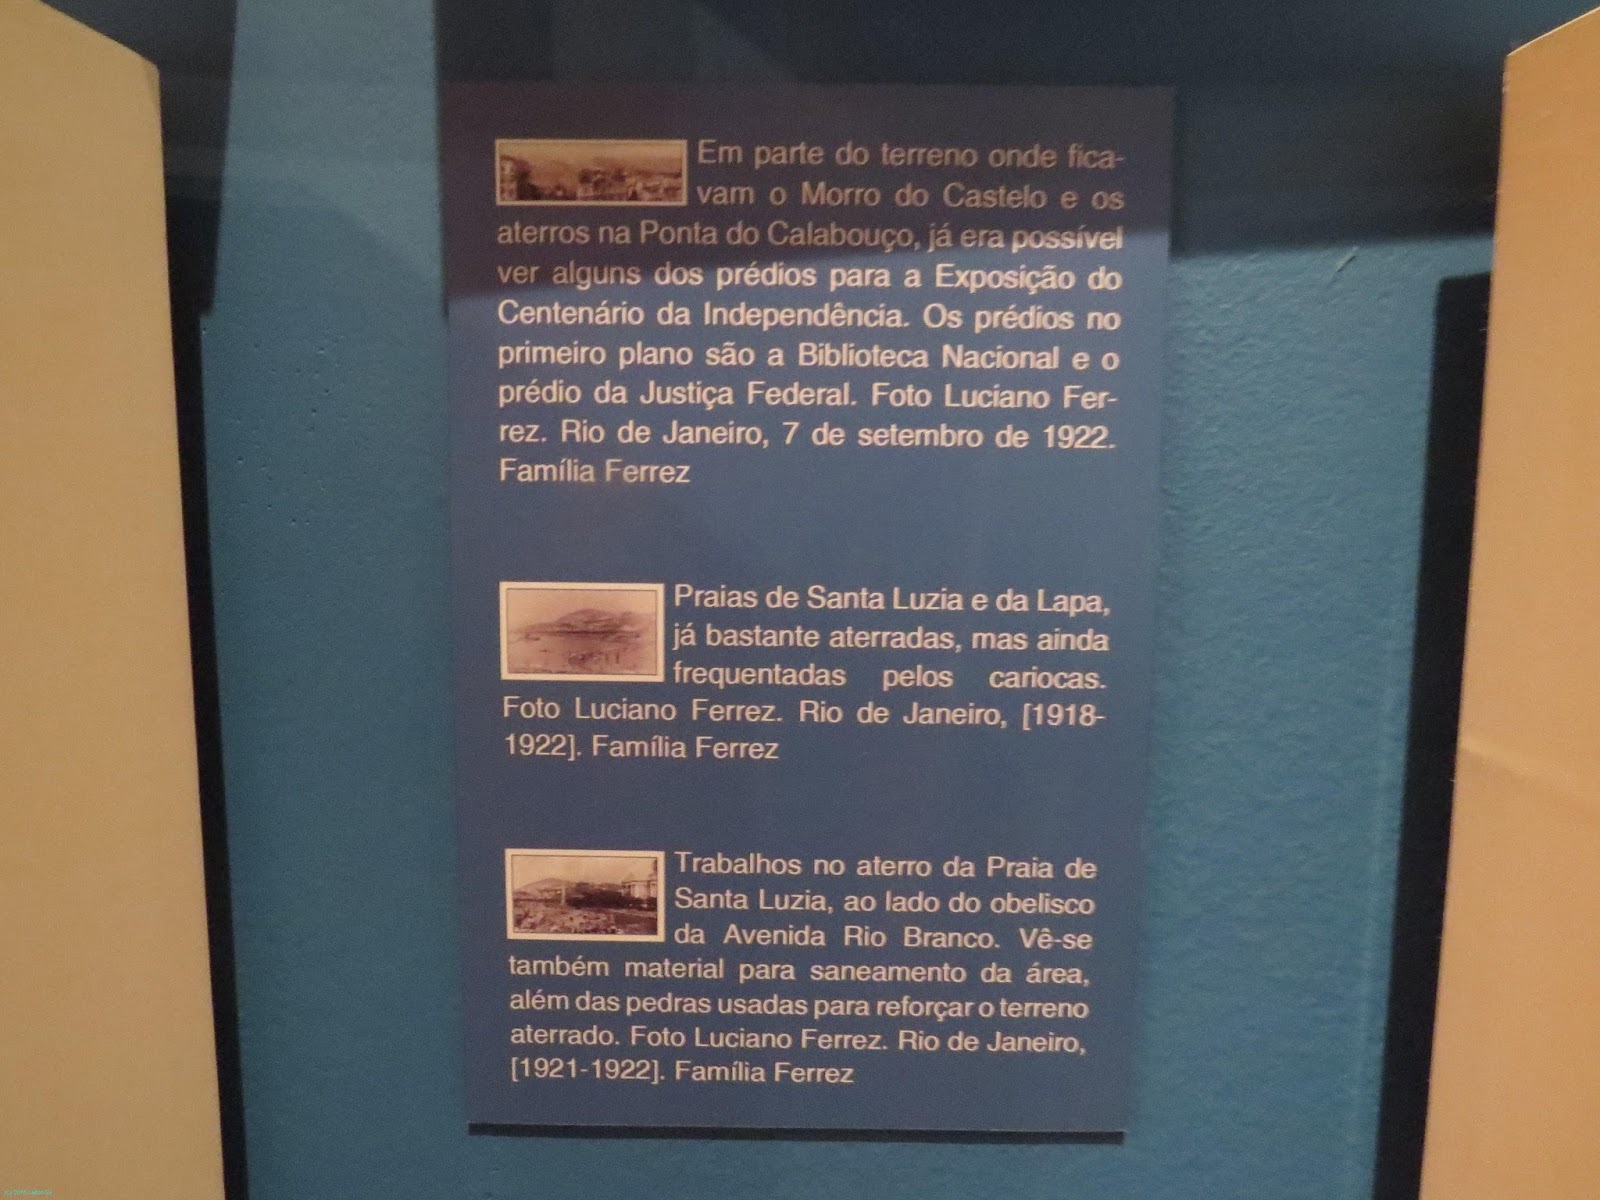 Em parte do terreno onde fica-
vam o Morro do Castelo e os
aterros na Ponta do Calabouço, já era possível
ver alguns dos prédios para a Exposição do
Centenário da Independência. Os prédios no
primeiro plano são a Biblioteca Nacional e o
prédio da Justiça Federal. Foto Luciano Fer-
rez. Rio de Janeiro, 7 de setembro de 1922.
Família Ferrez
Praias de Santa Luzia e da Lapa,
já bastante aterradas, mas ainda
frequentadas pelos cariocas.
Foto Luciano Ferrez. Rio de Janeiro, [1918-
1922]. Família Ferrez
Trabalhos no aterro da Praia de
Santa Luzia, ao lado do obelisco
da Avenida Rio Branco. Vê-se
também material para saneamento da área,
além das pedras usadas para reforçar o terreno
aterrado. Foto Luciano Ferrez. Rio de Janeiro,
[1921-1922]. Família Ferrez